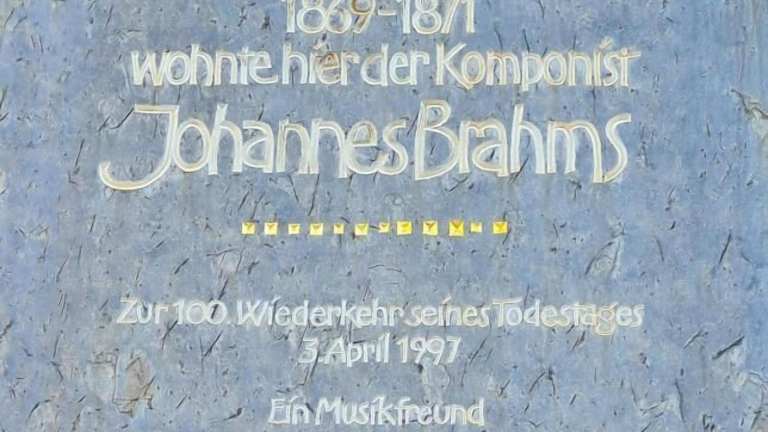 1869-1871
wohnte hier der Komponist
Johannes Brahms
Zur 100. Wiederkehr seines Todestages
3. April 1997
Ein Musikfreund